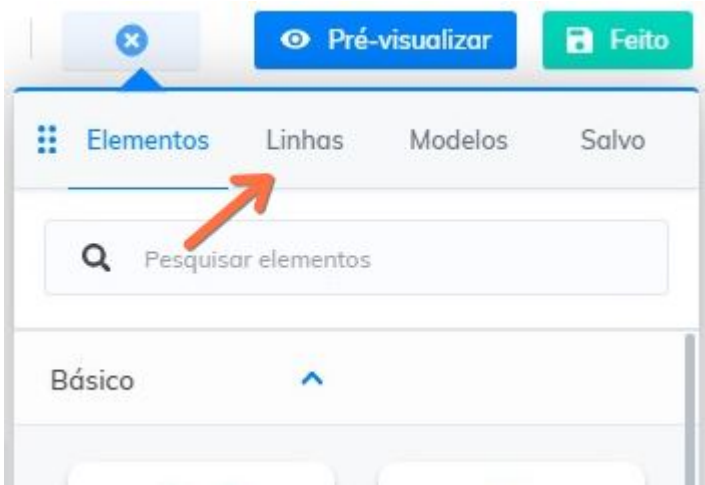 Pré-visualizar Feito
Elementos Linhas Modelos Salvo
Pesquisar elementos
Básico